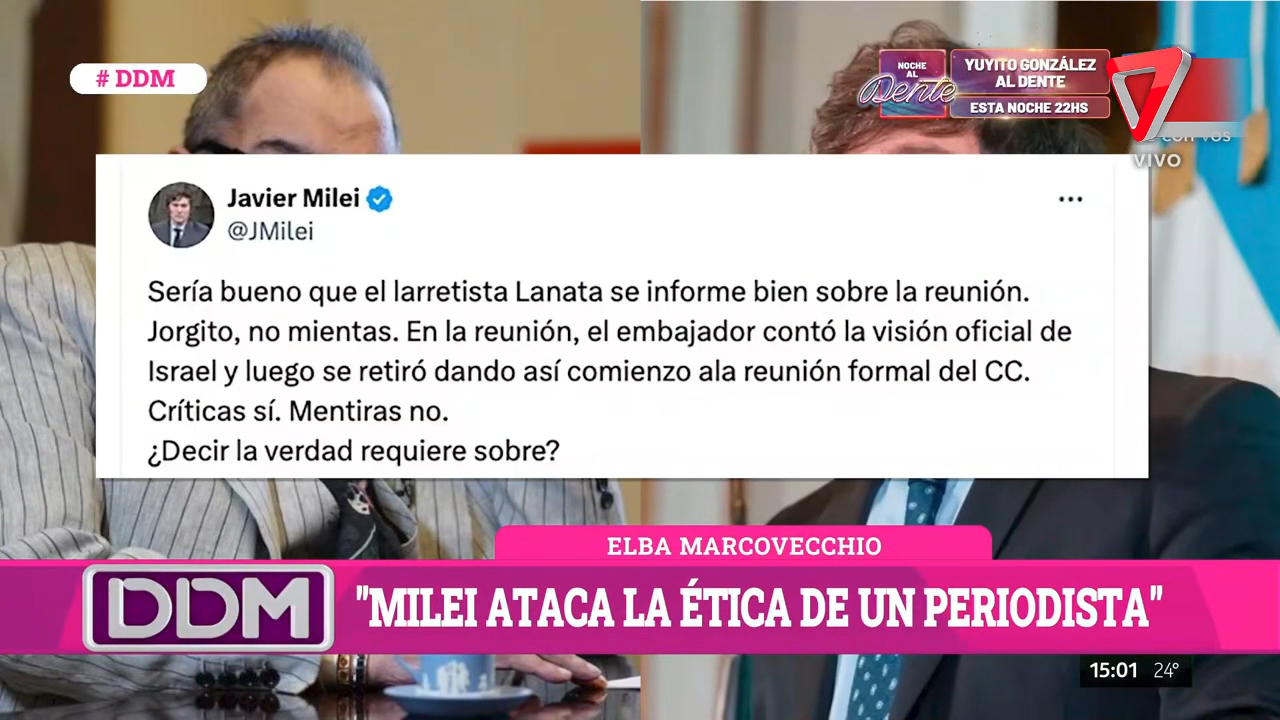 # DDM
NOCHE
AL
Dente
YUYITO GONZÁLEZ
AL DENTE
ESTA NOCHE 22HS
con vos
VIVO
Javier Milei
@JMilei
Sería bueno que el larretista Lanata se informe bien sobre la reunión.
Jorgito, no mientas. En la reunión, el embajador contó la visión oficial de
Israel y luego se retiró dando así comienzo ala reunión formal del CC.
Críticas sí. Mentiras no.
¿Decir la verdad requiere sobre?
ELBA MARCOVECCHIO
DDM
"MILEI ATACA LA ÉTICA DE UN PERIODISTA"
15:01 24°